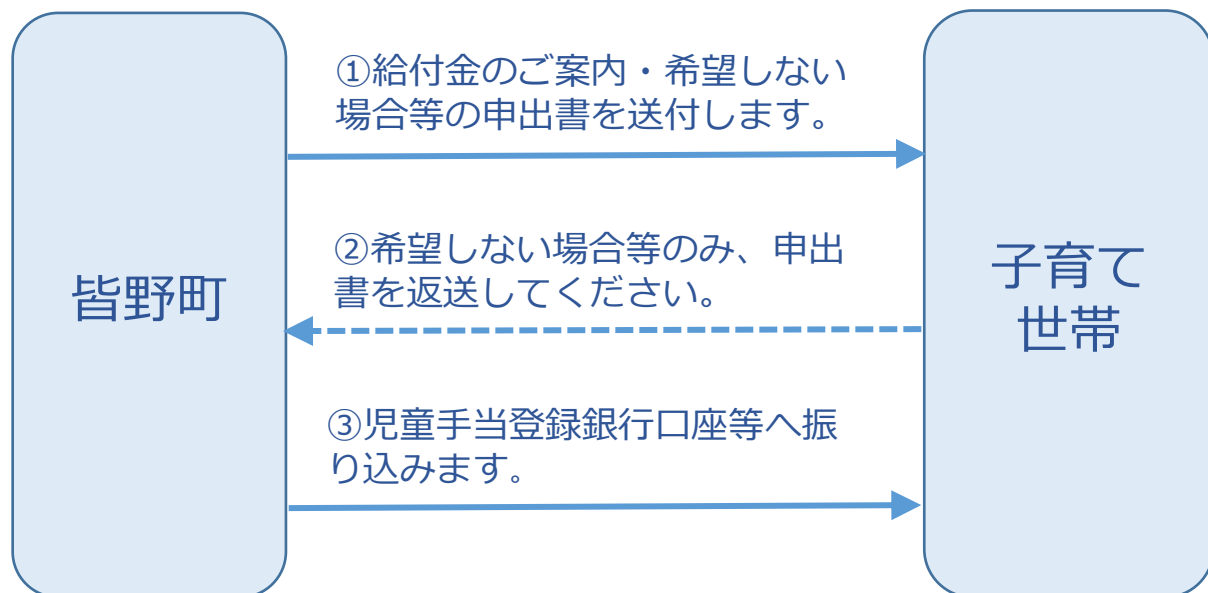 皆野町
①給付金のご案内・希望しない
場合等の申出書を送付します。
②希望しない場合等のみ、申出
書を返送してください。
③児童手当登録銀行口座等へ振
り込みます。
子育て
世帯